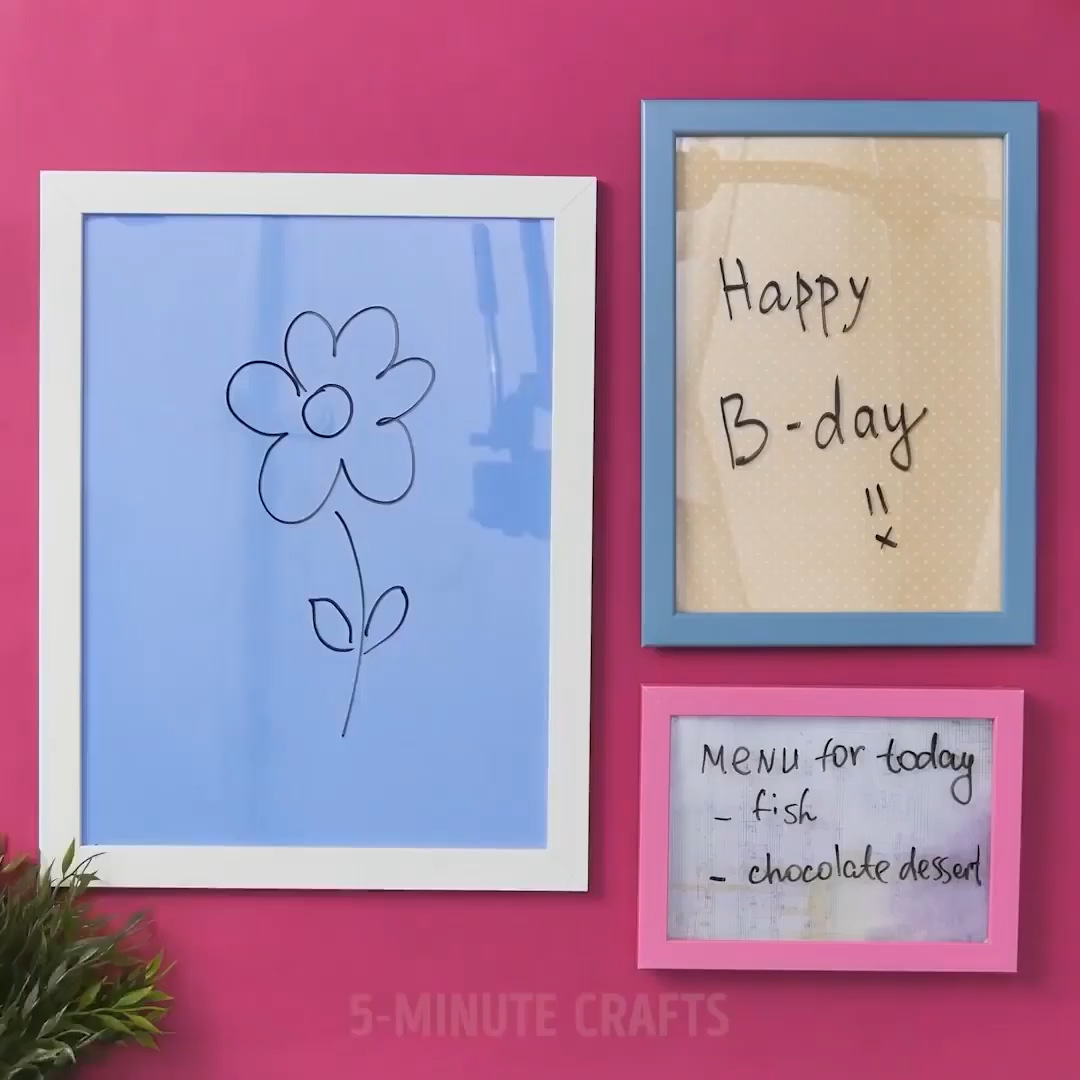 Happy
B-day
!!
x
MENU for today
- fish
- chocolate dessert
5-MINUTE CRAFTS